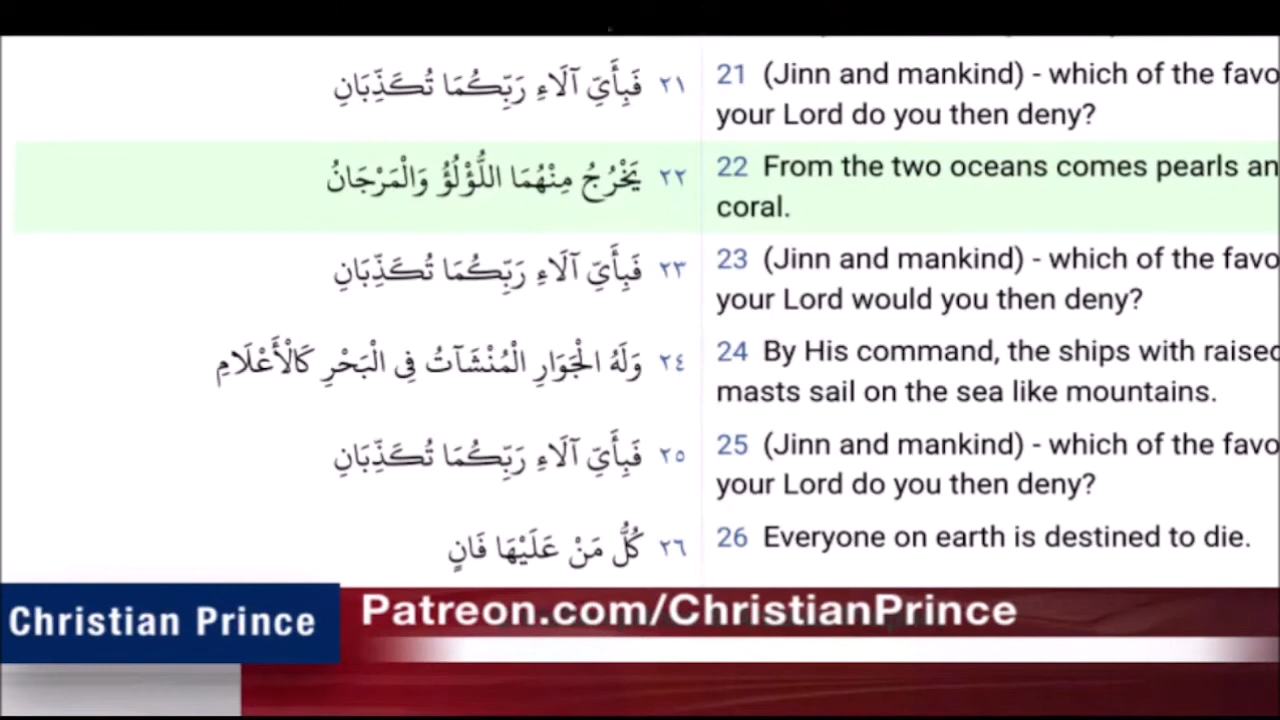 فَبِأَيِّ آلَاءِ رَبِّكُمَا تُكَذِّبَانِ ٢١
21 (Jinn and mankind) - which of the favo
your Lord do you then deny?
يَخْرُجُ مِنْهُمَا اللُّؤْلُؤُ وَالْمَرْجَانُ ٢٢
22 From the two oceans comes pearls an
coral.
فَبِأَيِّ آلَاءِ رَبِّكُمَا تُكَذِّبَانِ ٢٣
23 (Jinn and mankind) - which of the favo
your Lord would you then deny?
وَلَهُ الْجَوَارِ الْمُنْشَآتُ فِي الْبَحْرِ كَالْأَعْلَامِ ٢٤
24 By His command, the ships with raised
masts sail on the sea like mountains.
فَبِأَيِّ آلَاءِ رَبِّكُمَا تُكَذِّبَانِ ٢٥
25 (Jinn and mankind) - which of the favo
your Lord do you then deny?
كُلُّ مَنْ عَلَيْهَا فَانٍ ٢٦
26 Everyone on earth is destined to die.
Christian Prince
Patreon.com/ChristianPrince